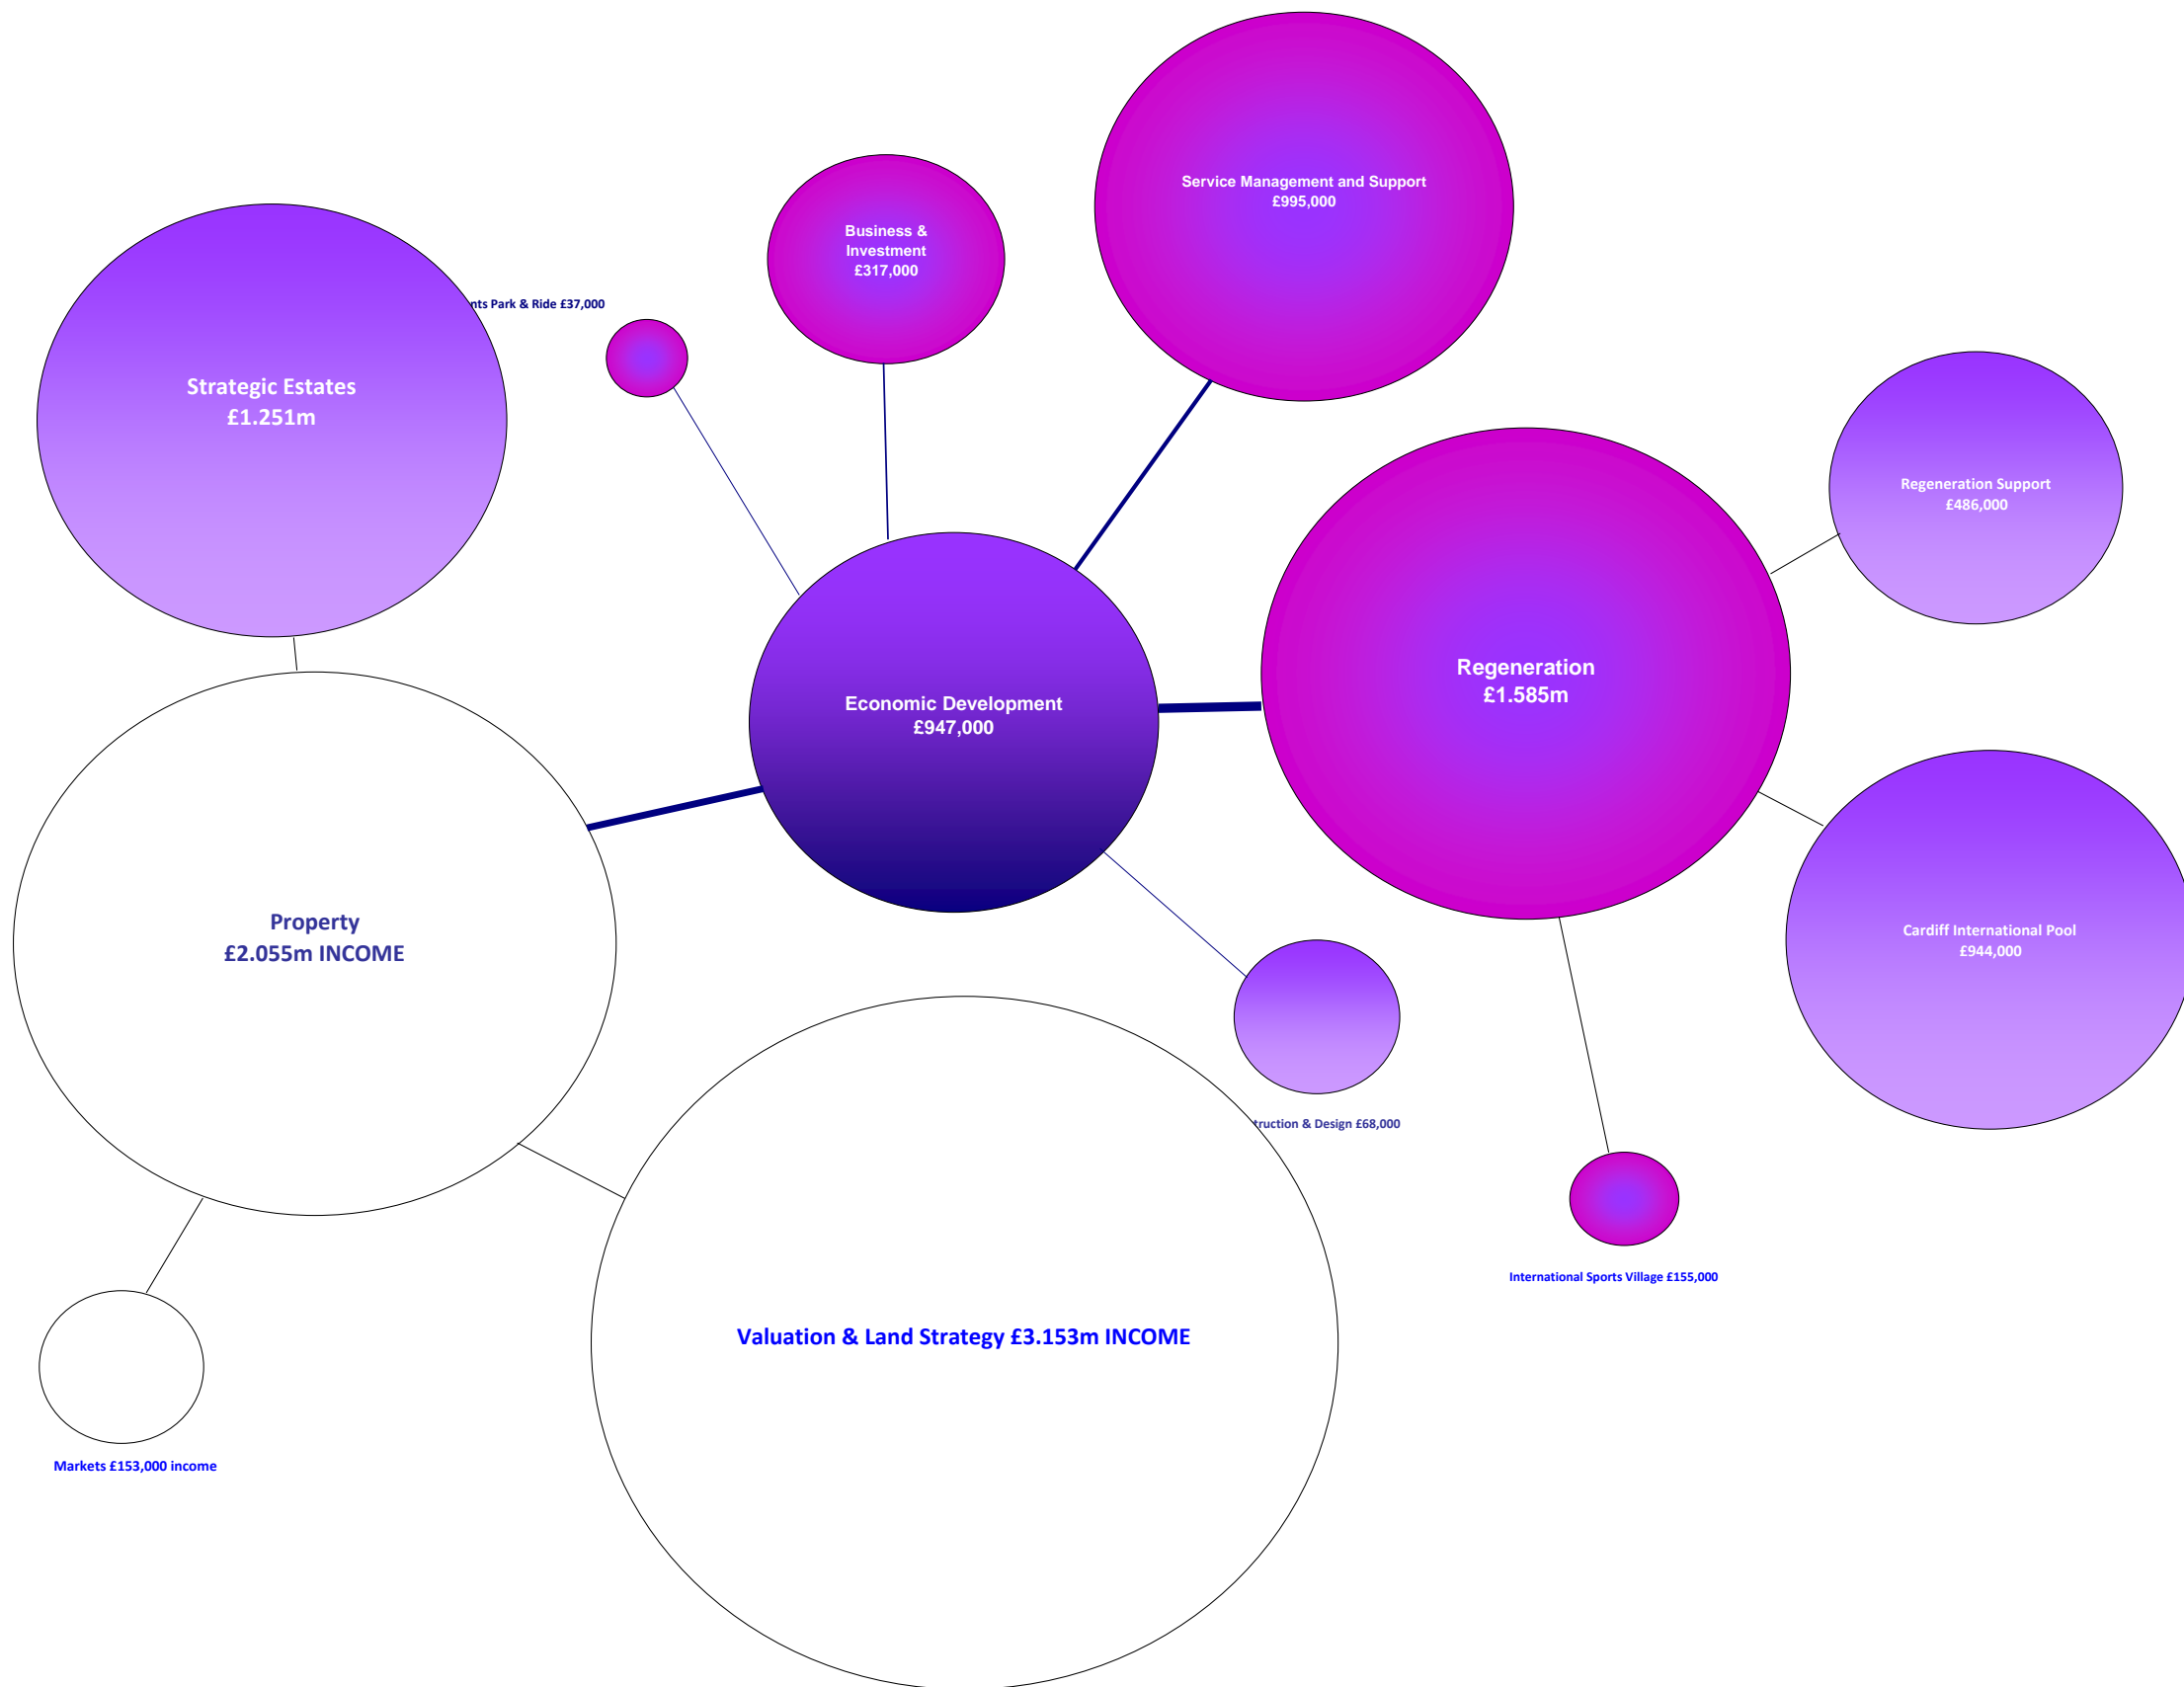 Service Management and Support
£995,000
Business &
Investment
£317,000
Park & Ride £37,000
Strategic Estates
£1.251m
Regeneration Support
£486,000
Regeneration
£1.585m
Economic Development
£947,000
Property
£2.055m INCOME
Cardiff International Pool
£944,000
& Design £68,000
International Sports Village £155,000
Valuation & Land Strategy £3.153m INCOME
Markets £153,000 income